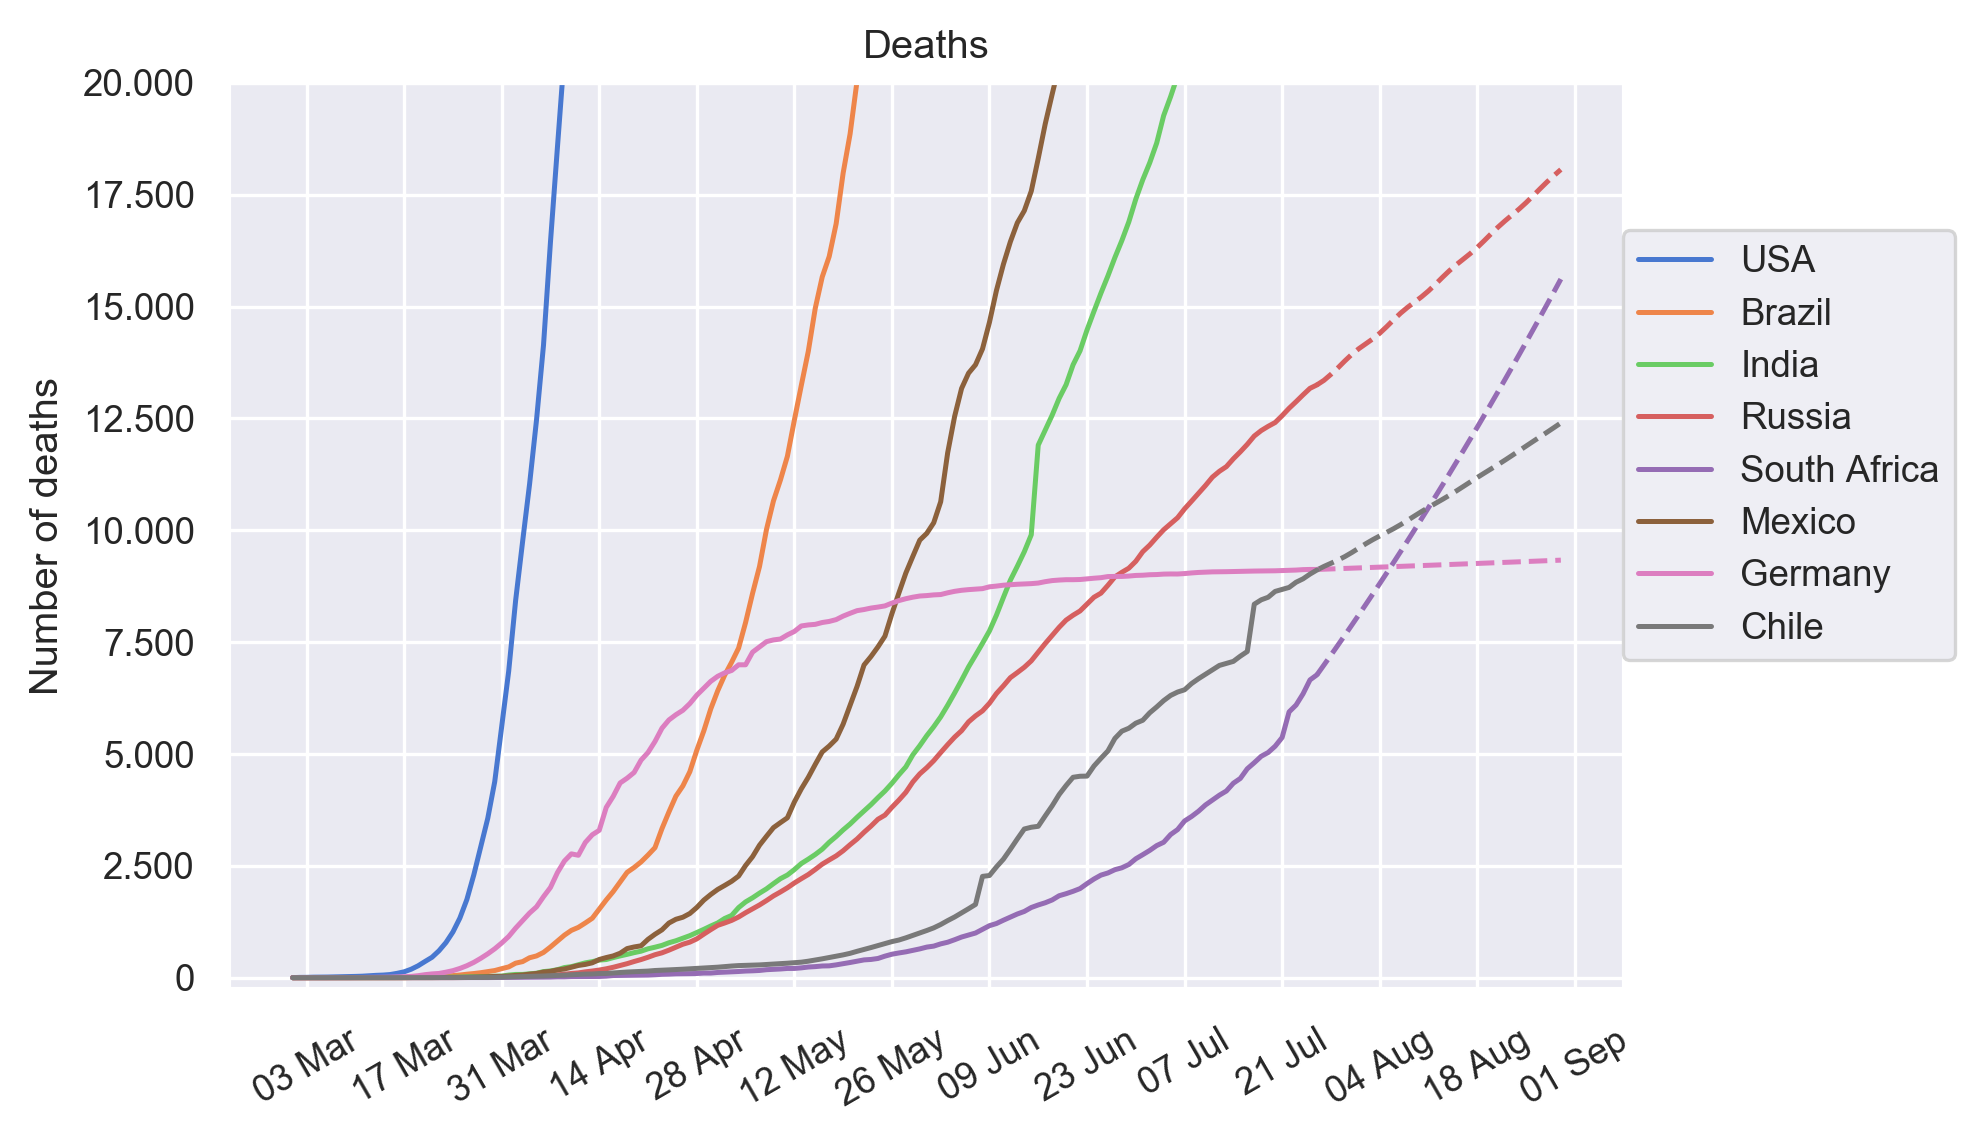 Deaths
20.000
17.500
15.000
12.500
10.000
7.500
5.000
2.500
0
Number of deaths
03 Mar
17 Mar
31 Mar
14 Apr
28 Apr
12 May
26 May
09 Jun
23 Jun
07 Jul
21 Jul
04 Aug
18 Aug
01 Sep
USA
Brazil
India
Russia
South Africa
Mexico
Germany
Chile